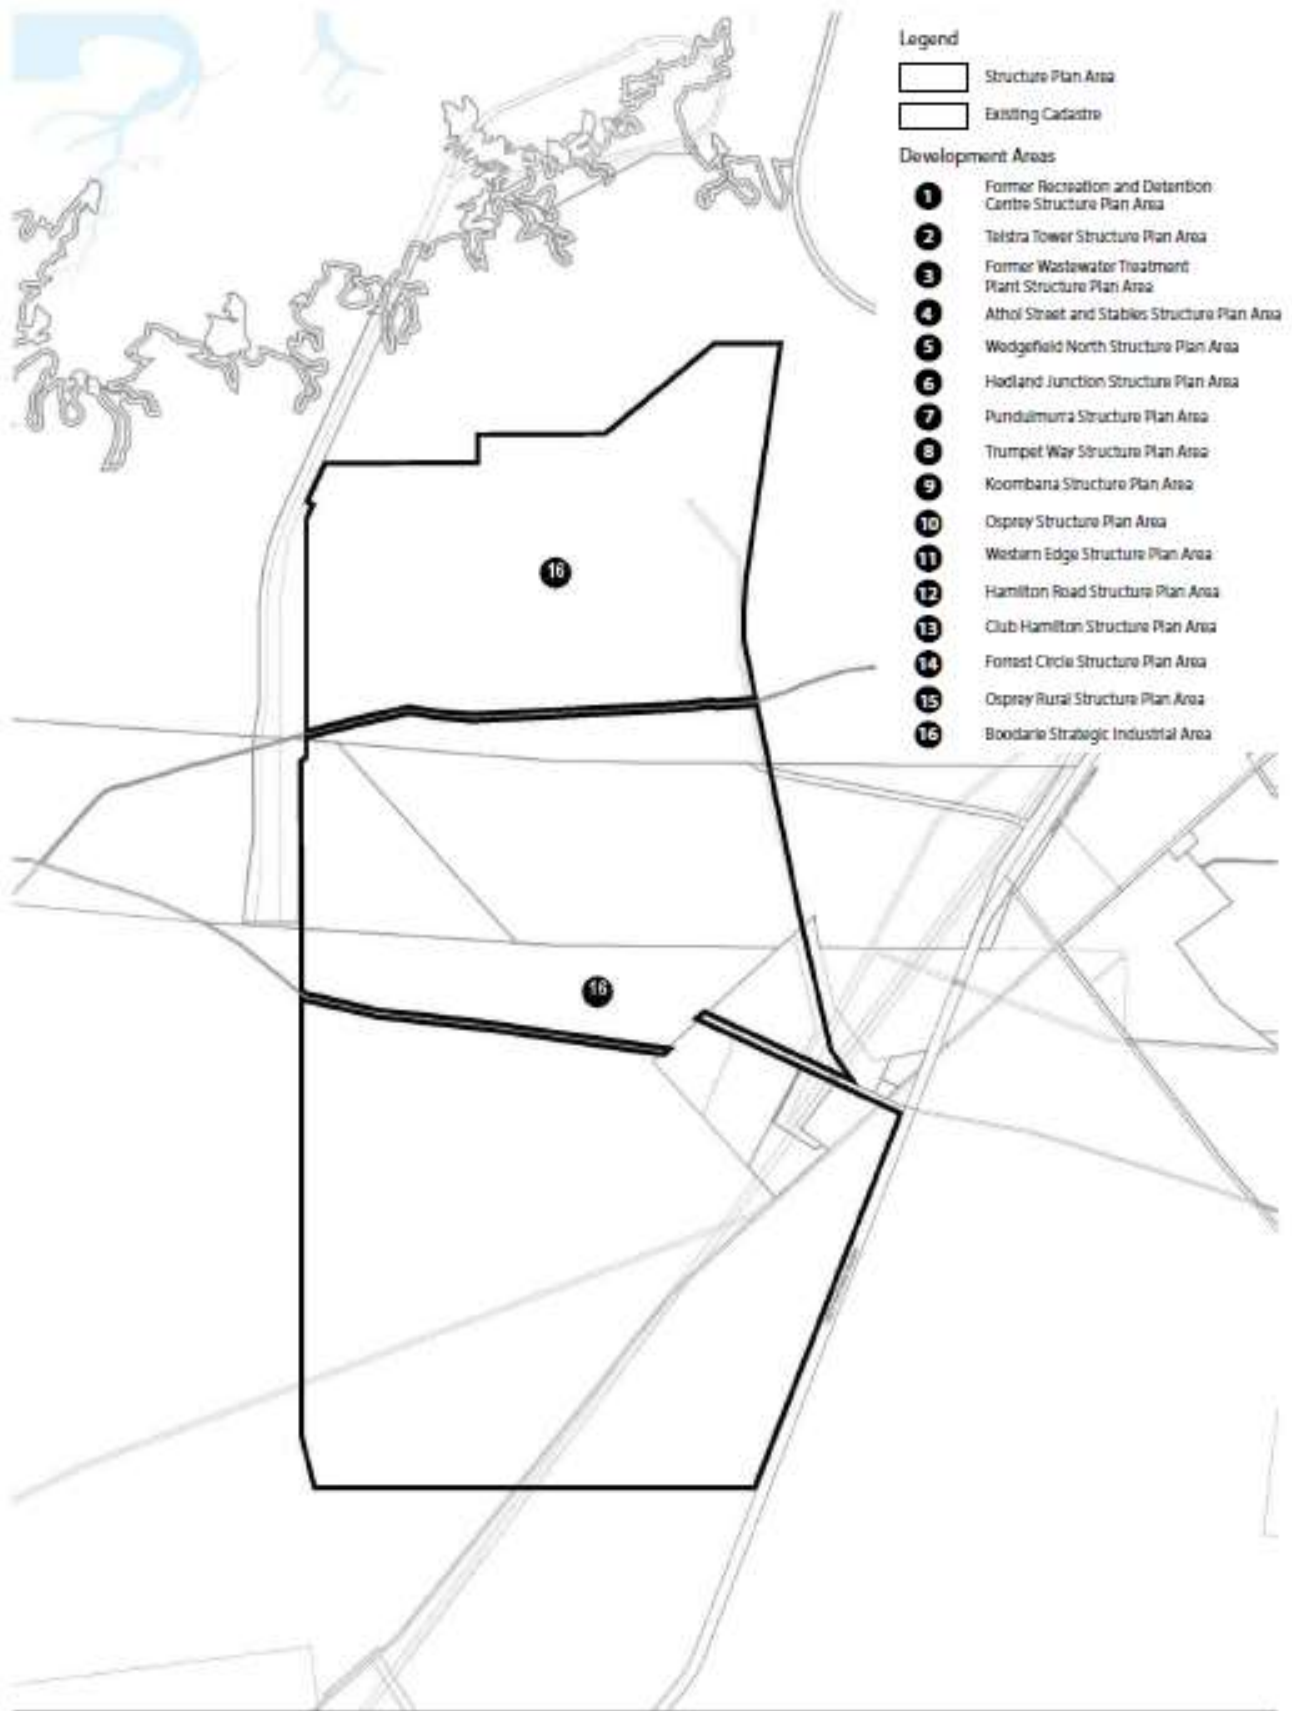 Legend
Structure Plan Area
Existing Cadastre
Development Areas
1 Former Recreation and Detention
Centre Structure Plan Area
2 Telstra Tower Structure Plan Area
3 Former Wastewater Treatment
Plant Structure Plan Area
4 Athol Street and Stables Structure Plan Area
5 Wedgefield North Structure Plan Area
6 Hedland Junction Structure Plan Area
7 Pundulmurra Structure Plan Area
8 Trumpet Way Structure Plan Area
9 Koombana Structure Plan Area
10 Osprey Structure Plan Area
11 Western Edge Structure Plan Area
12 Hamilton Road Structure Plan Area
13 Club Hamilton Structure Plan Area
14 Forrest Circle Structure Plan Area
15 Osprey Rural Structure Plan Area
16 Boodarie Strategic Industrial Area
16
16